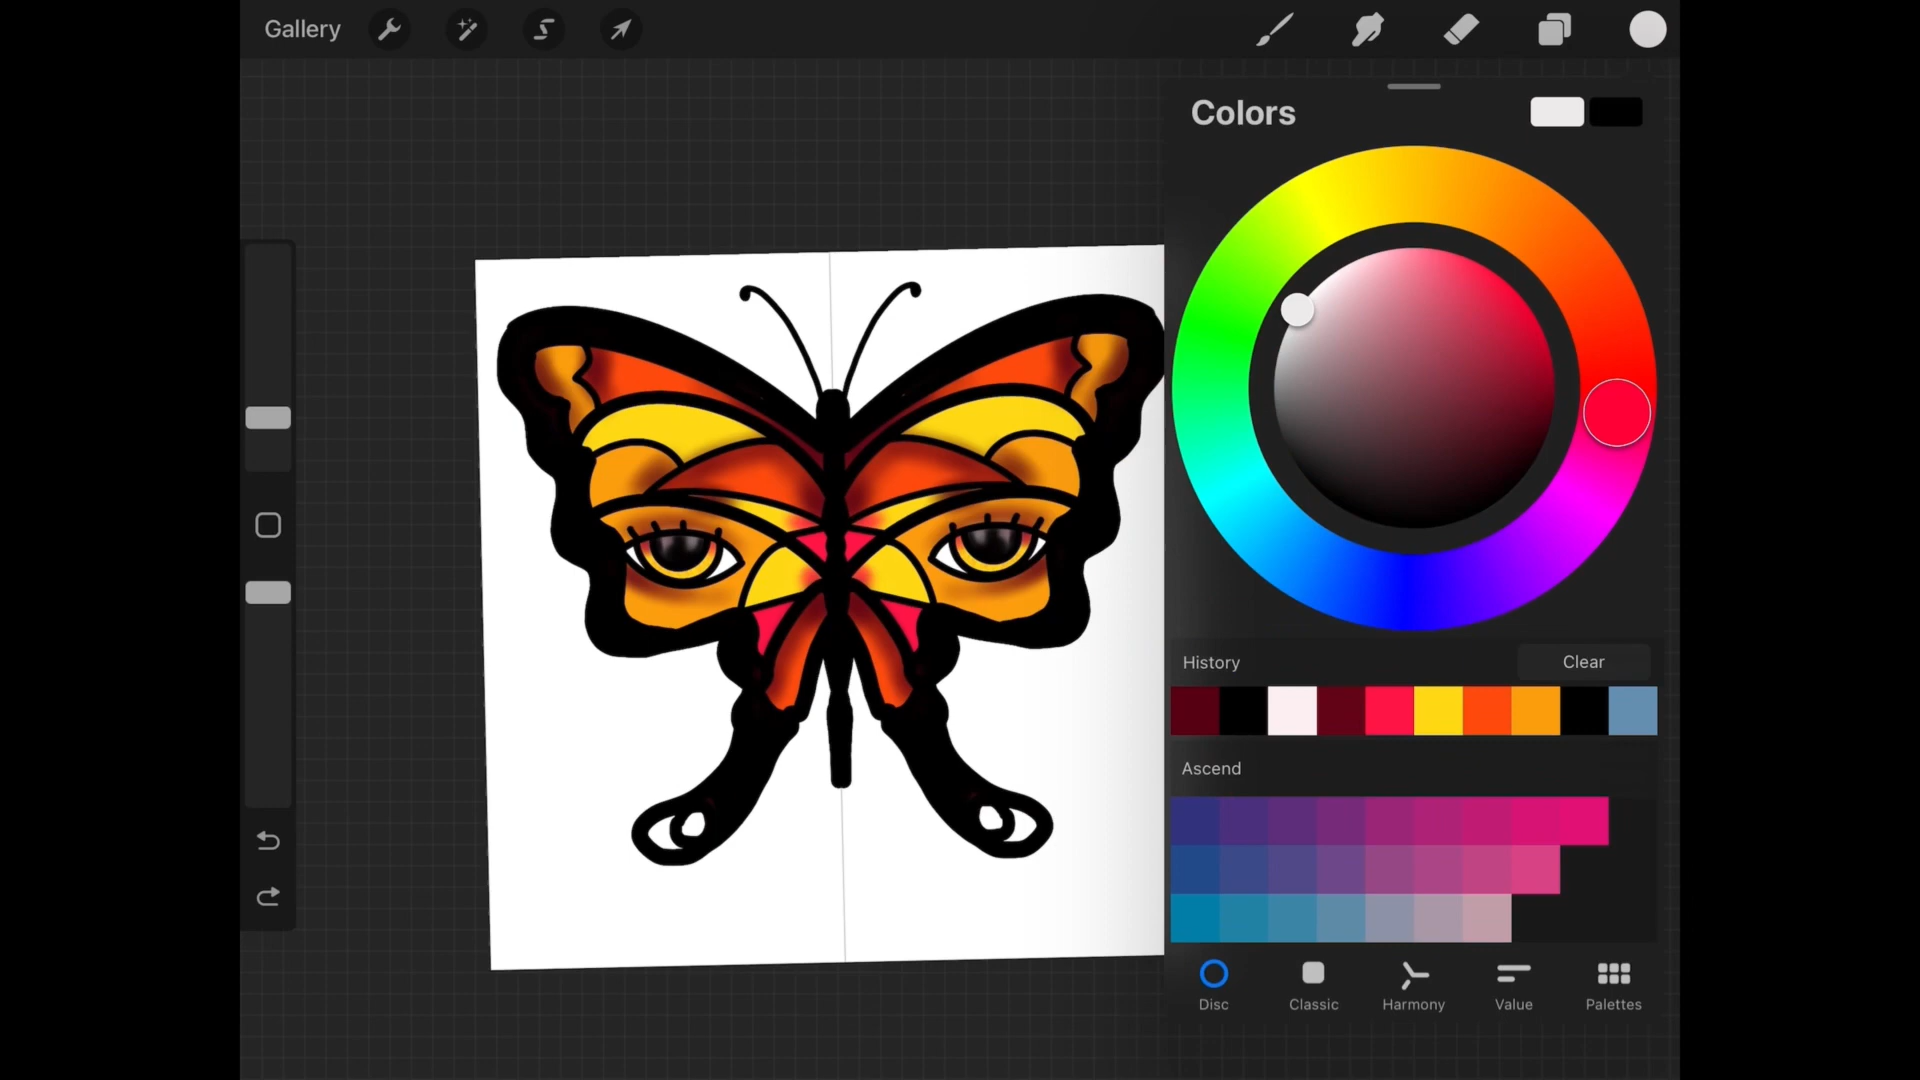 Gallery
Colors
History Clear
Ascend
Disc Classic Harmony Value Palettes